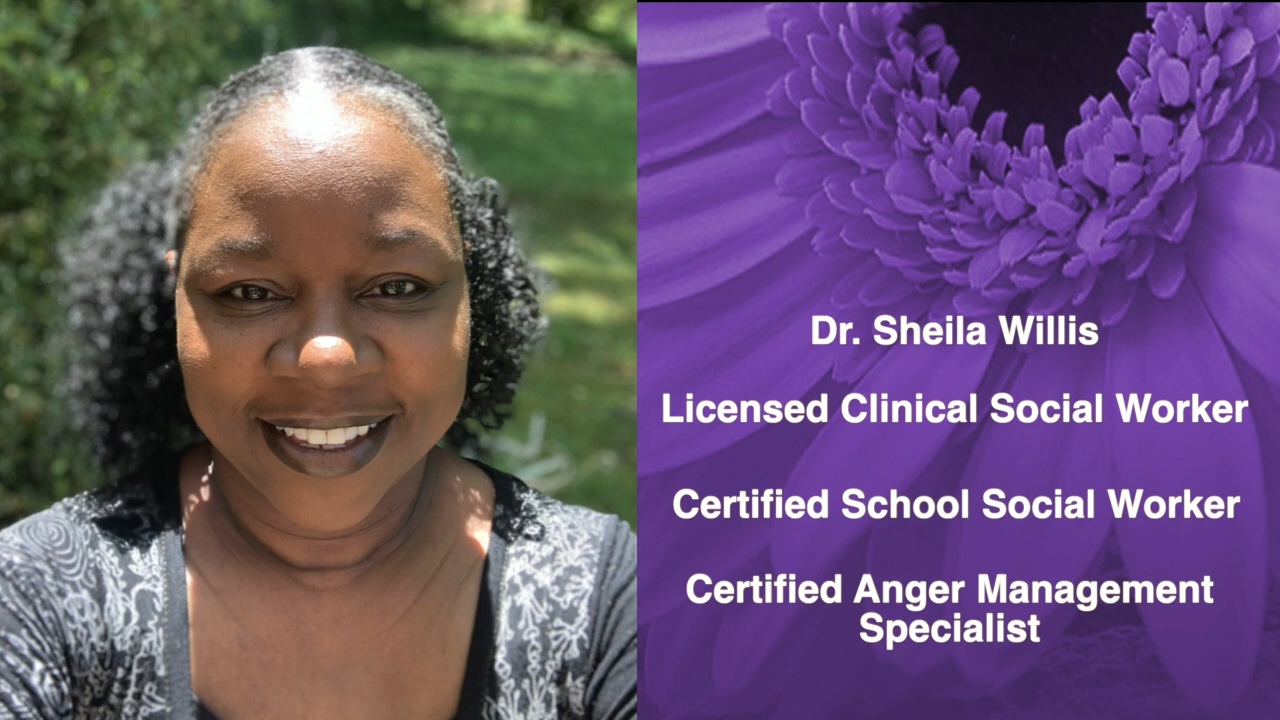 Dr. Sheila Willis
Licensed Clinical Social Worker
Certified School Social Worker
Certified Anger Management
Specialist